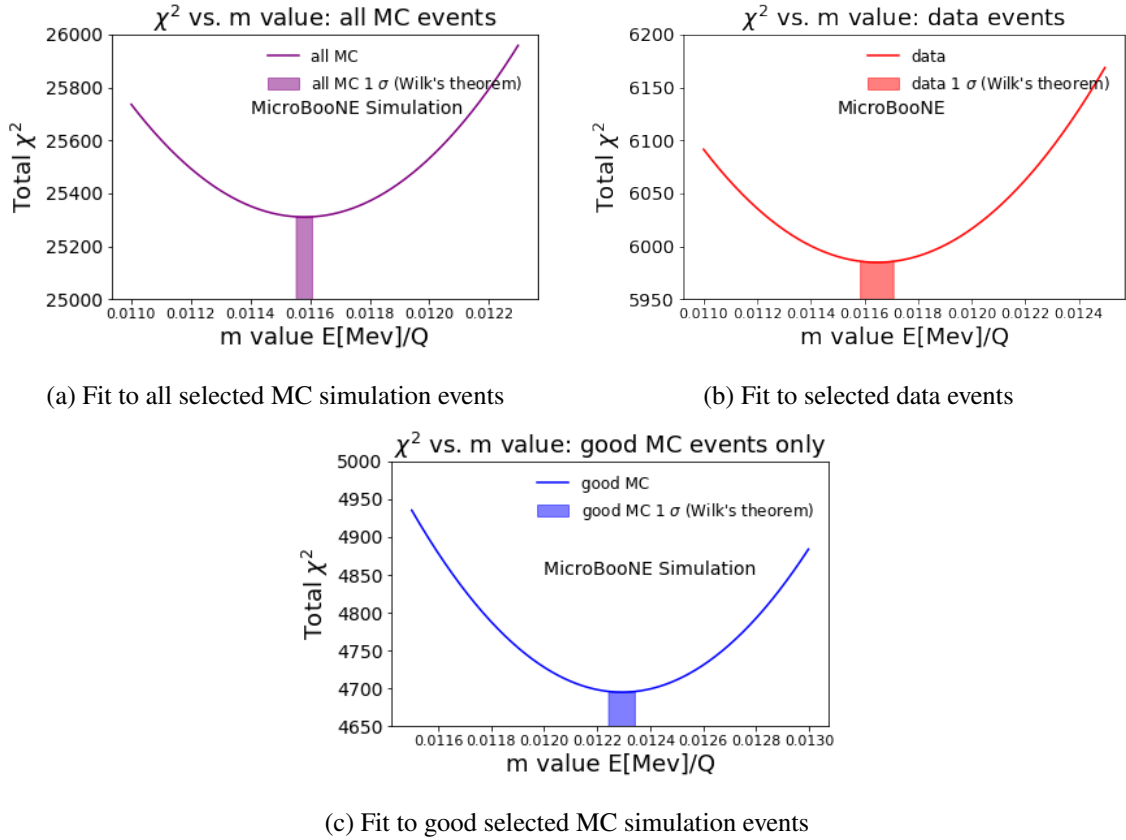 χ² vs. m value: all MC events
26000
25800
25600
25400
25200
25000
Total χ²
all MC
all MC 1 σ (Wilk's theorem)
MicroBooNE Simulation
0.0110 0.0112 0.0114 0.0116 0.0118 0.0120 0.0122
m value E[Mev]/Q
(a) Fit to all selected MC simulation events
χ² vs. m value: data events
6200
6150
6100
6050
6000
5950
Total χ²
data
data 1 σ (Wilk's theorem)
MicroBooNE
0.0110 0.0112 0.0114 0.0116 0.0118 0.0120 0.0122 0.0124
m value E[Mev]/Q
(b) Fit to selected data events
χ² vs. m value: good MC events only
5000
4950
4900
4850
4800
4750
4700
4650
Total χ²
good MC
good MC 1 σ (Wilk's theorem)
MicroBooNE Simulation
0.0116 0.0118 0.0120 0.0122 0.0124 0.0126 0.0128 0.0130
m value E[Mev]/Q
(c) Fit to good selected MC simulation events